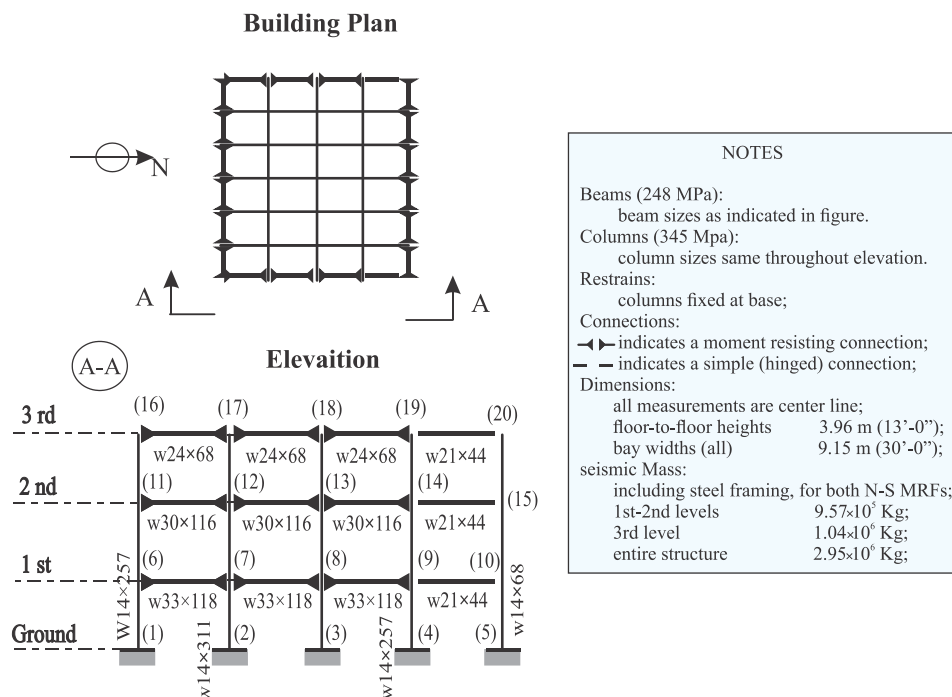 Building Plan
N
A
A
Elevaition
A-A
3 rd
(16)
(17)
(18)
(19)
(20)
w24×68
w24×68
w24×68
w21×44
2 nd
(11)
(12)
(13)
(14)
(15)
w30×116
w30×116
w30×116
w21×44
1 st
(6)
(7)
(8)
(9)
(10)
w33×118
w33×118
w33×118
w21×44
W14×257
w14×311
w14×257
w14×68
Ground
(1)
(2)
(3)
(4)
(5)
NOTES
Beams (248 MPa):
beam sizes as indicated in figure.
Columns (345 Mpa):
column sizes same throughout elevation.
Restrains:
columns fixed at base;
Connections:
indicates a moment resisting connection;
indicates a simple (hinged) connection;
Dimensions:
all measurements are center line;
floor-to-floor heights 3.96 m (13'-0");
bay widths (all) 9.15 m (30'-0");
seismic Mass:
including steel framing, for both N-S MRFs;
1st-2nd levels 9.57×10⁵ Kg;
3rd level 1.04×10⁶ Kg;
entire structure 2.95×10⁶ Kg;